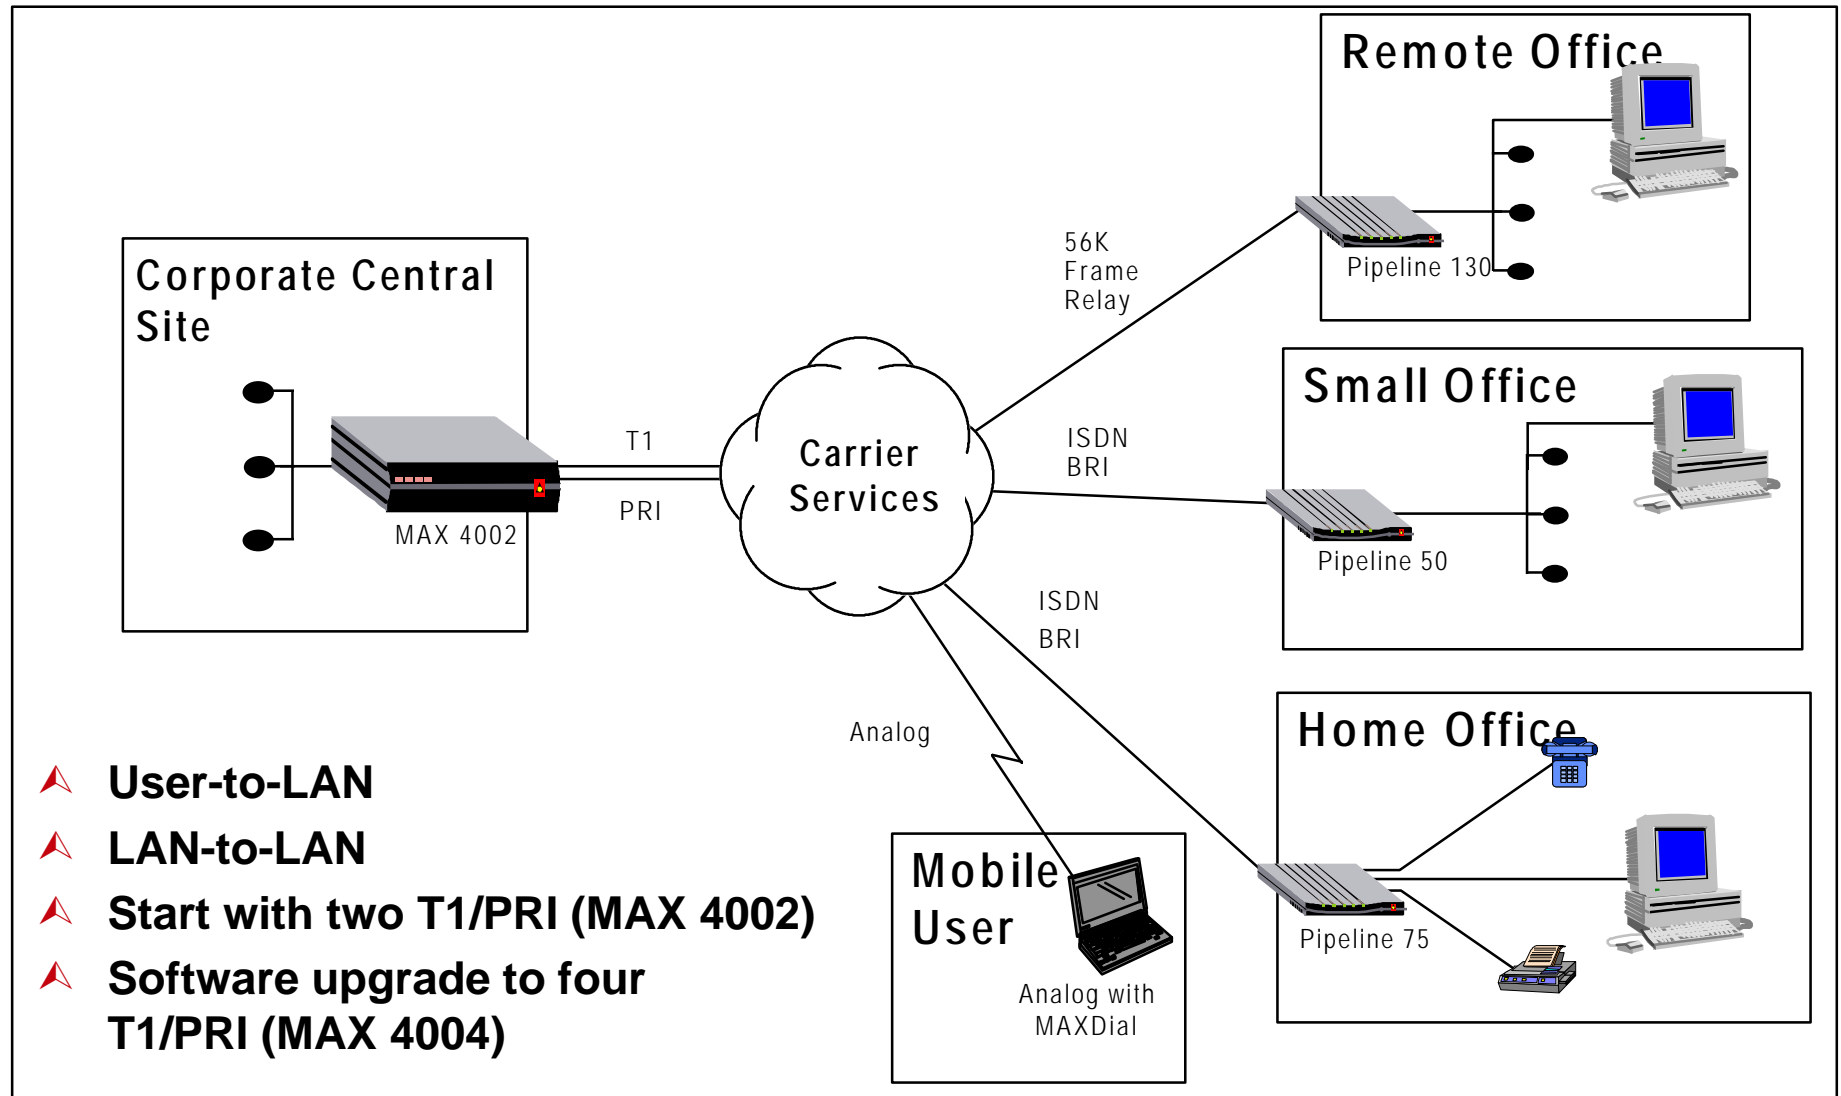 Remote Office
56K
Frame
Relay
Pipeline 130
Corporate Central
Site
T1
PRI
MAX 4002
Carrier
Services
ISDN
BRI
Small Office
Pipeline 50
ISDN
BRI
Analog
Home Office
Pipeline 75
Mobile
User
Analog with
MAXDial
User-to-LAN
LAN-to-LAN
Start with two T1/PRI (MAX 4002)
Software upgrade to four
T1/PRI (MAX 4004)